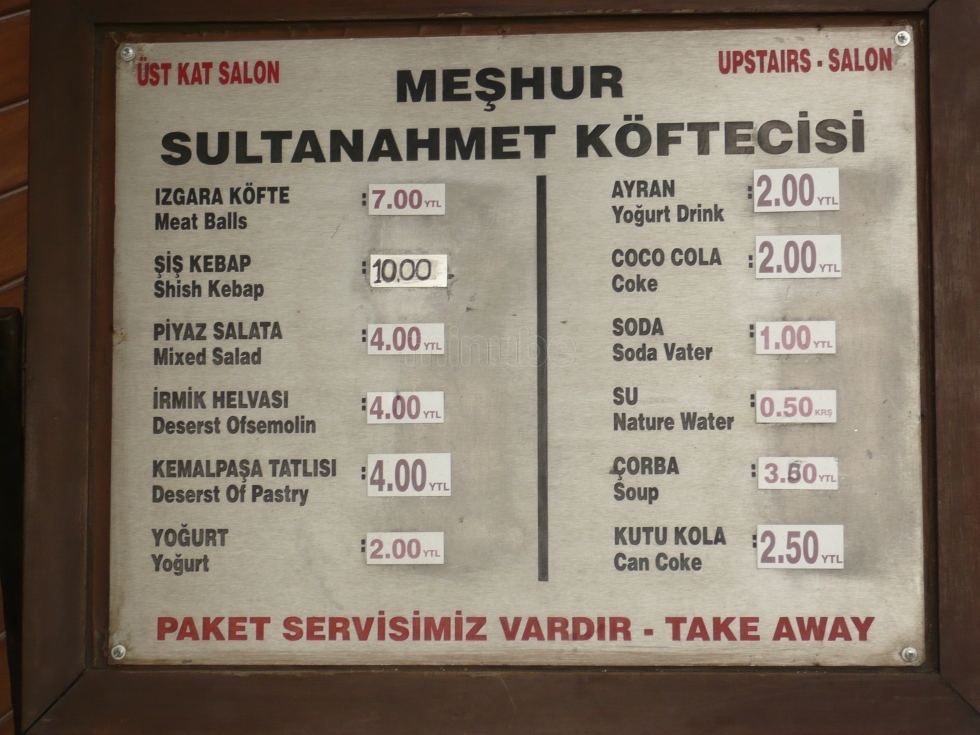 ÜST KAT SALON
UPSTAIRS - SALON
MEŞHUR
SULTANAHMET KÖFTECİSİ
IZGARA KÖFTE : 7.00 YTL
Meat Balls
ŞİŞ KEBAP : 10.00
Shish Kebap
PİYAZ SALATA : 4.00 YTL
Mixed Salad
İRMİK HELVASI : 4.00 YTL
Deserst Ofsemolin
KEMALPAŞA TATLISI : 4.00 YTL
Deserst Of Pastry
YOĞURT : 2.00 YTL
Yoğurt
AYRAN : 2.00 YTL
Yoğurt Drink
COCO COLA : 2.00 YTL
Coke
SODA : 1.00 YTL
Soda Vater
SU : 0.50 KRŞ
Nature Water
ÇORBA : YTL
Soup
KUTU KOLA : 2.50 YTL
Can Coke
PAKET SERVİSİMİZ VARDIR - TAKE AWAY